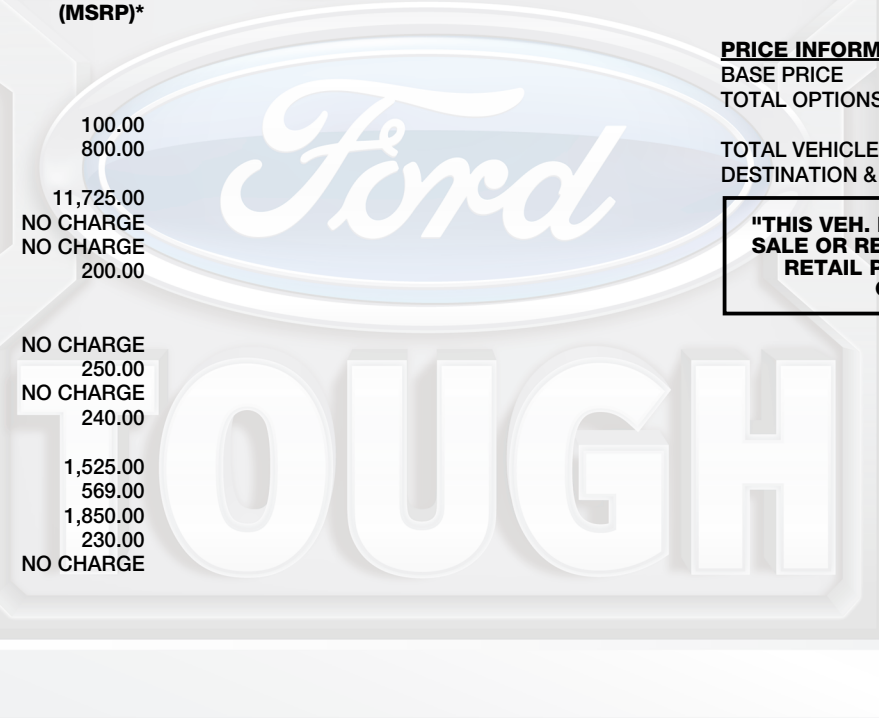 (MSRP)*
100.00
800.00
11,725.00
NO CHARGE
NO CHARGE
200.00
NO CHARGE
250.00
NO CHARGE
240.00
1,525.00
569.00
1,850.00
230.00
NO CHARGE
Ford
TOUGH
PRICE INFORM
BASE PRICE
TOTAL OPTIONS
TOTAL VEHICLE
DESTINATION &
"THIS VEH.
SALE OR RE
RETAIL P